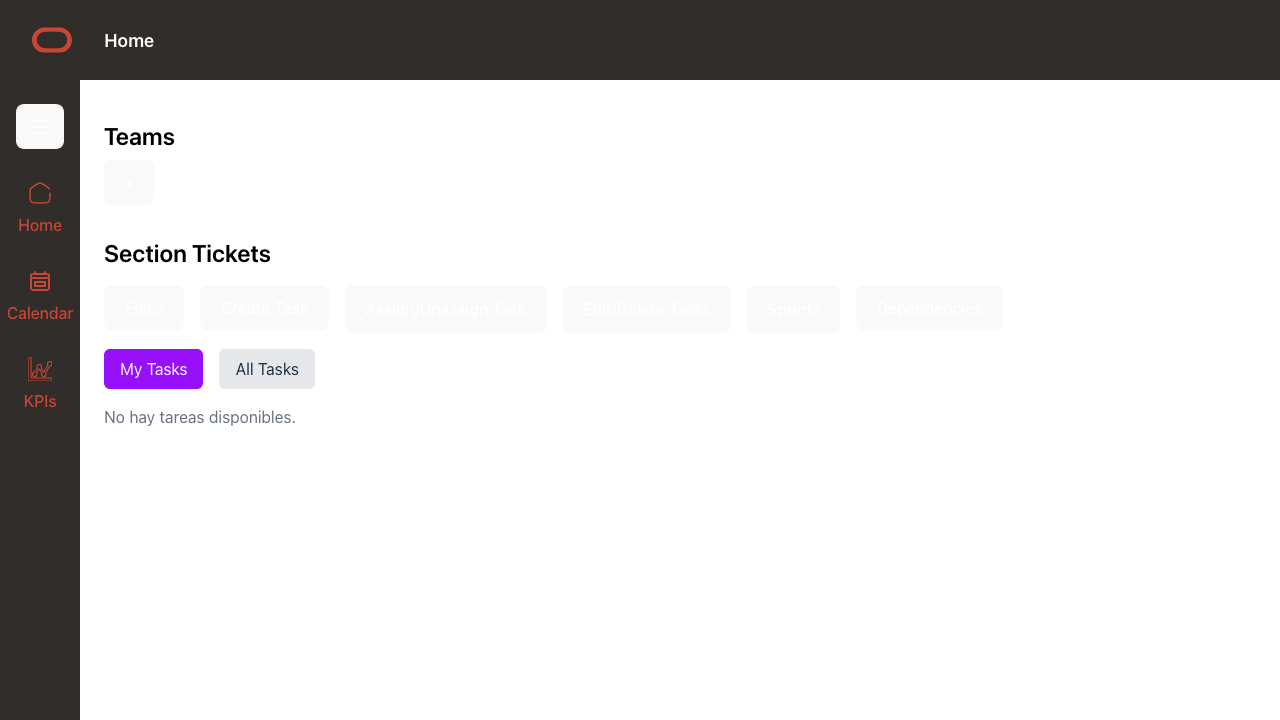 Home
Teams
+
Section Tickets
Epics
Create Task
Assign/Unassign Task
Edit/Delete Tasks
Sprints
Dependencies
My Tasks
All Tasks
No hay tareas disponibles.
Home
Calendar
KPIs